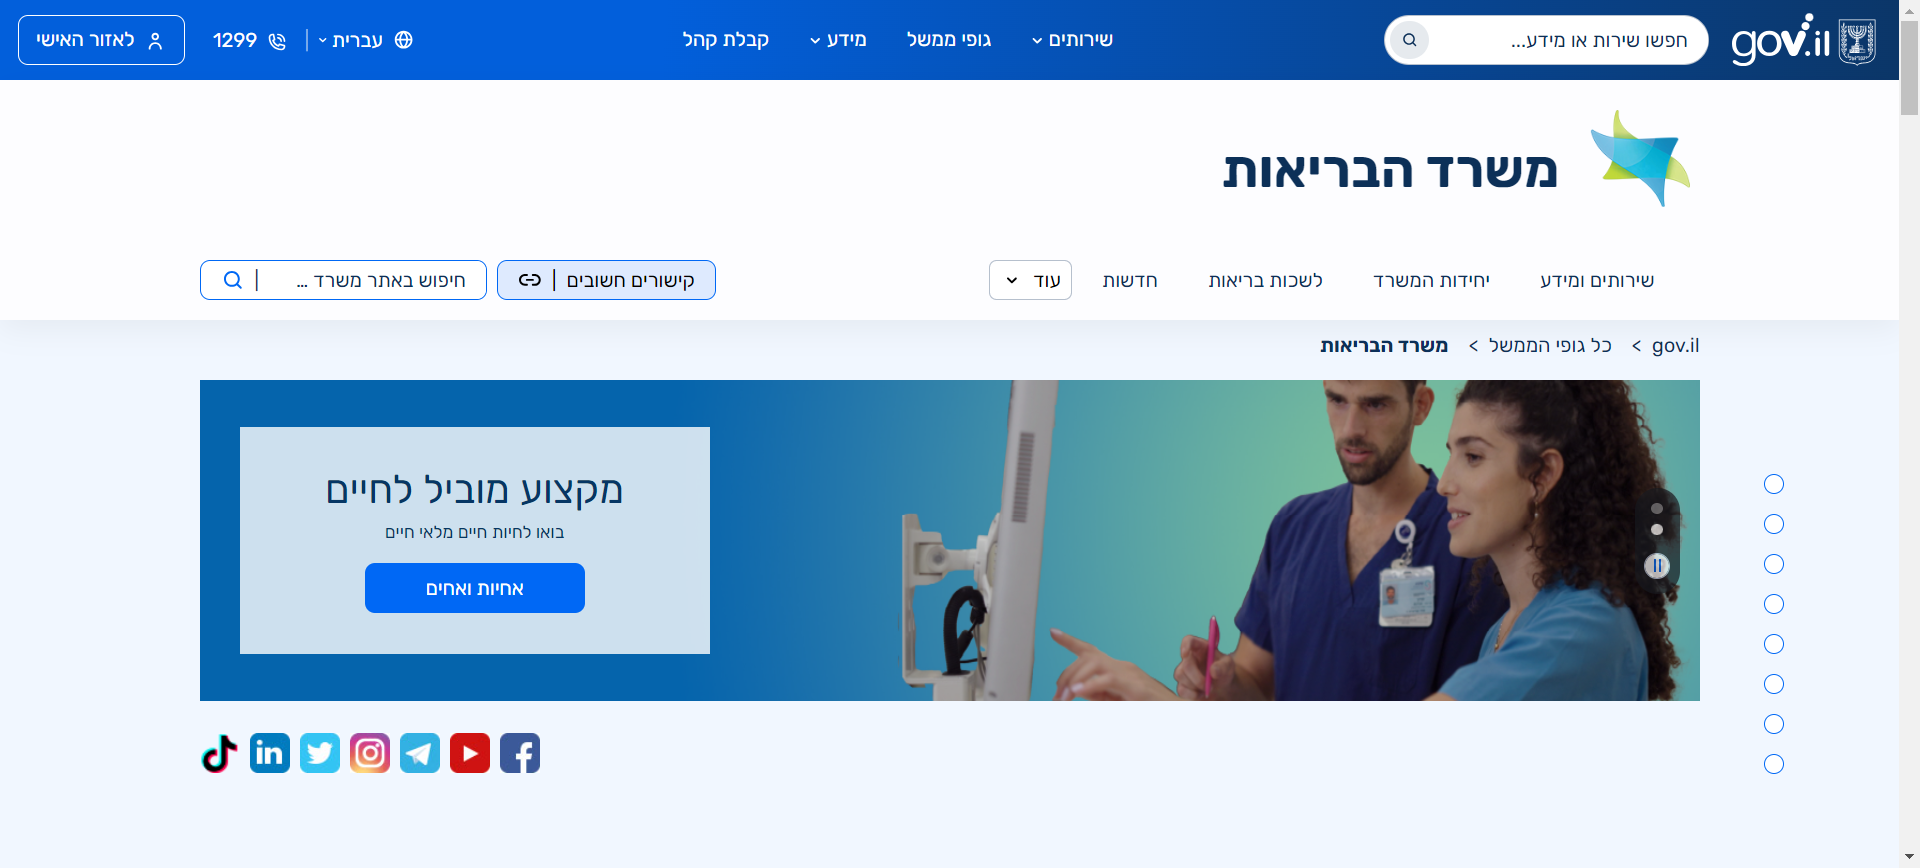 gov.il
חפשו שירות או מידע...
שירותים
גופי ממשל
מידע
קבלת קהל
עברית
1299
לאזור האישי
משרד הבריאות
שירותים ומידע
יחידות המשרד
לשכות בריאות
חדשות
עוד
קישורים חשובים
חיפוש באתר משרד ...
gov.il > כל גופי הממשל > משרד הבריאות
מקצוע מוביל לחיים
בואו לחיות חיים מלאי חיים
אחיות ואחים